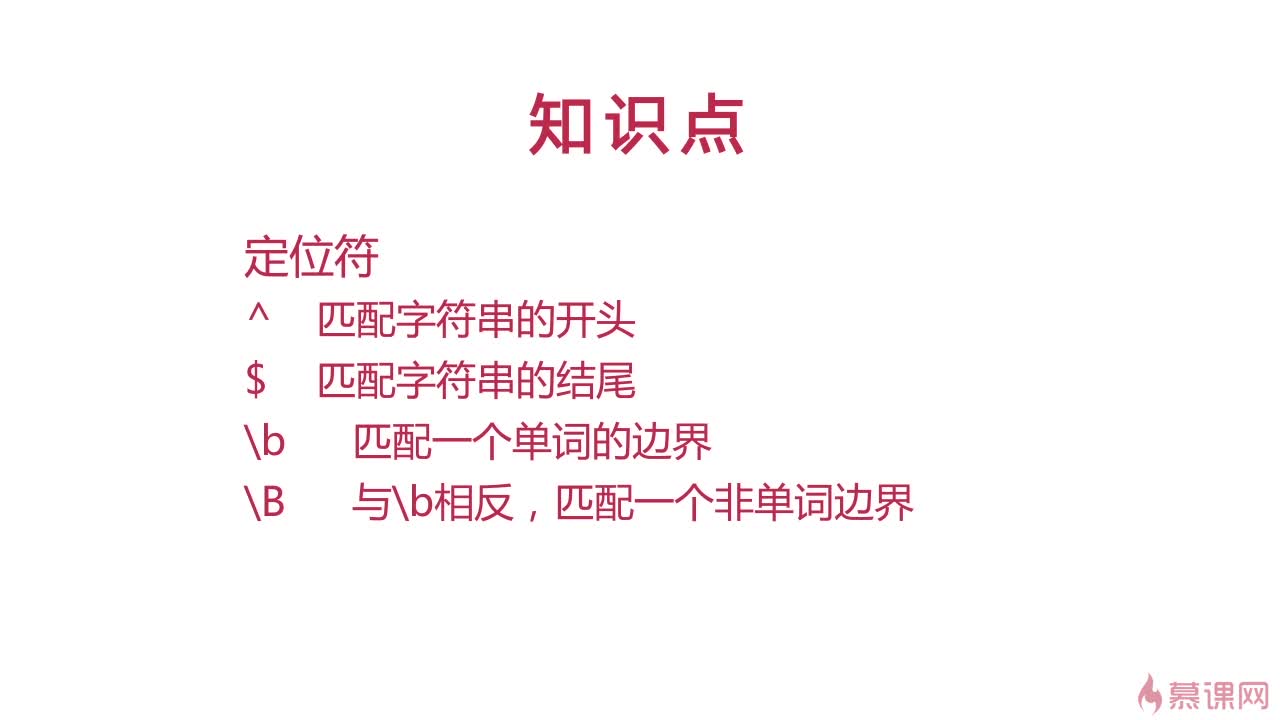 知识点
定位符
^ 匹配字符串的开头
$ 匹配字符串的结尾
\b 匹配一个单词的边界
\B 与\b相反，匹配一个非单词边界
慕课网